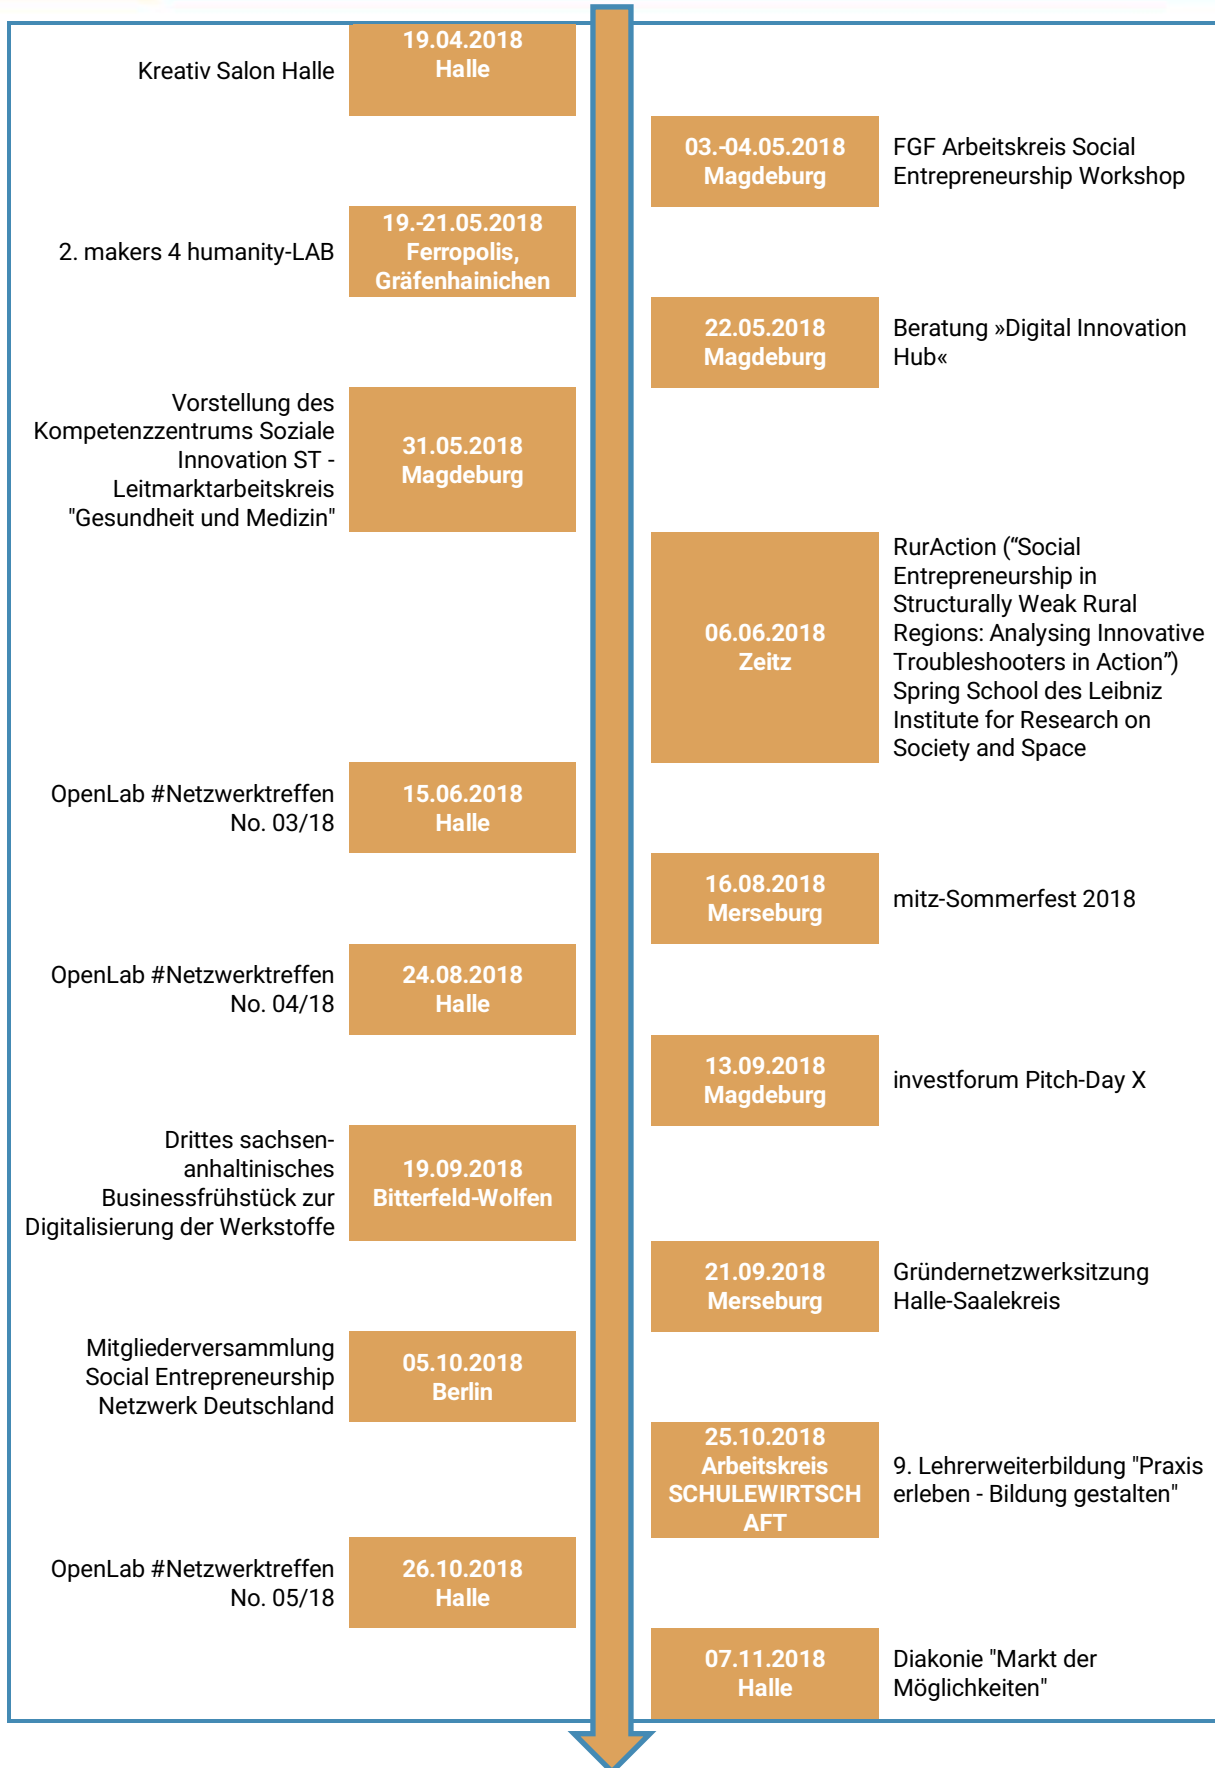 Kreativ Salon Halle
19.04.2018
Halle
03.-04.05.2018
Magdeburg
FGF Arbeitskreis Social
Entrepreneurship Workshop
2. makers 4 humanity-LAB
19.-21.05.2018
Ferropolis,
Gräfenhainichen
22.05.2018
Magdeburg
Beratung »Digital Innovation
Hub«
Vorstellung des
Kompetenzzentrums Soziale
Innovation ST -
Leitmarktarbeitskreis
"Gesundheit und Medizin"
31.05.2018
Magdeburg
06.06.2018
Zeitz
RurAction (“Social
Entrepreneurship in
Structurally Weak Rural
Regions: Analysing Innovative
Troubleshooters in Action”)
Spring School des Leibniz
Institute for Research on
Society and Space
OpenLab #Netzwerktreffen
No. 03/18
15.06.2018
Halle
16.08.2018
Merseburg
mitz-Sommerfest 2018
OpenLab #Netzwerktreffen
No. 04/18
24.08.2018
Halle
13.09.2018
Magdeburg
investforum Pitch-Day X
Drittes sachsen-
anhaltinisches
Businessfrühstück zur
Digitalisierung der Werkstoffe
19.09.2018
Bitterfeld-Wolfen
21.09.2018
Merseburg
Gründernetzwerksitzung
Halle-Saalekreis
Mitgliederversammlung
Social Entrepreneurship
Netzwerk Deutschland
05.10.2018
Berlin
25.10.2018
Arbeitskreis
SCHULEWIRTSCH
AFT
9. Lehrerweiterbildung "Praxis
erleben - Bildung gestalten"
OpenLab #Netzwerktreffen
No. 05/18
26.10.2018
Halle
07.11.2018
Halle
Diakonie "Markt der
Möglichkeiten"